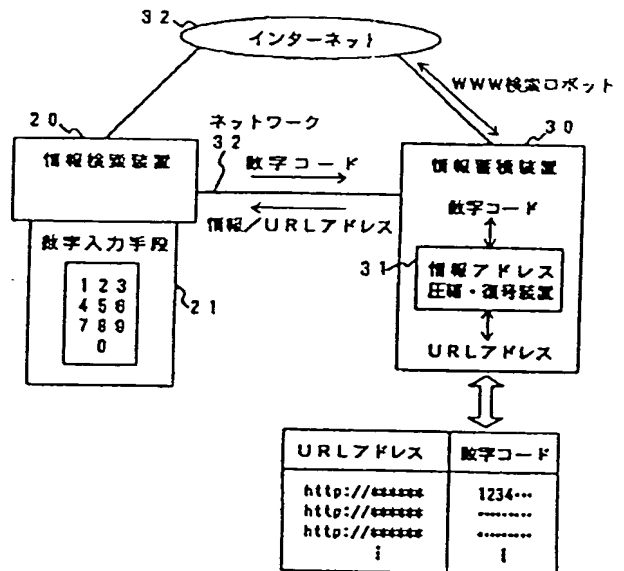 32
インターネット
WWW検索ロボット
20
ネットワーク
32
30
情報検索装置
数字コード
情報蓄積装置
情報/URLアドレス
数字コード
数字入力手段
31
情報アドレス
圧縮・復号装置
1 2 3
4 5 6
7 8 9
0
21
URLアドレス
URLアドレス 数字コード
http://****** 1234…
http://****** ………
http://****** ………